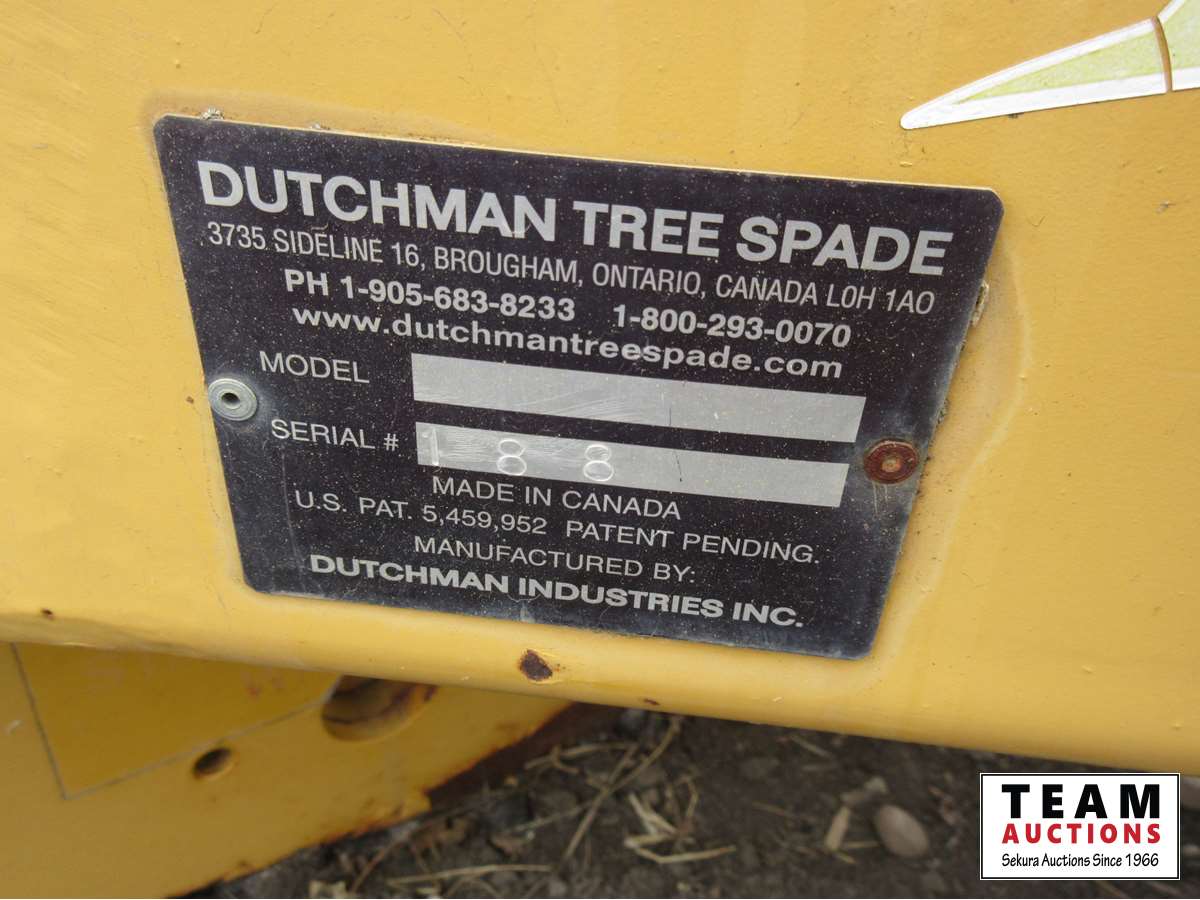 DUTCHMAN TREE SPADE
3735 SIDELINE 16, BROUGHAM, ONTARIO, CANADA L0H 1A0
PH 1-905-683-8233 1-800-293-0070
www.dutchmantreespade.com
MODEL
SERIAL # 188
MADE IN CANADA
U.S. PAT. 5,459,952 PATENT PENDING.
MANUFACTURED BY:
DUTCHMAN INDUSTRIES INC.
TEAM
AUCTIONS
Sekura Auctions Since 1966